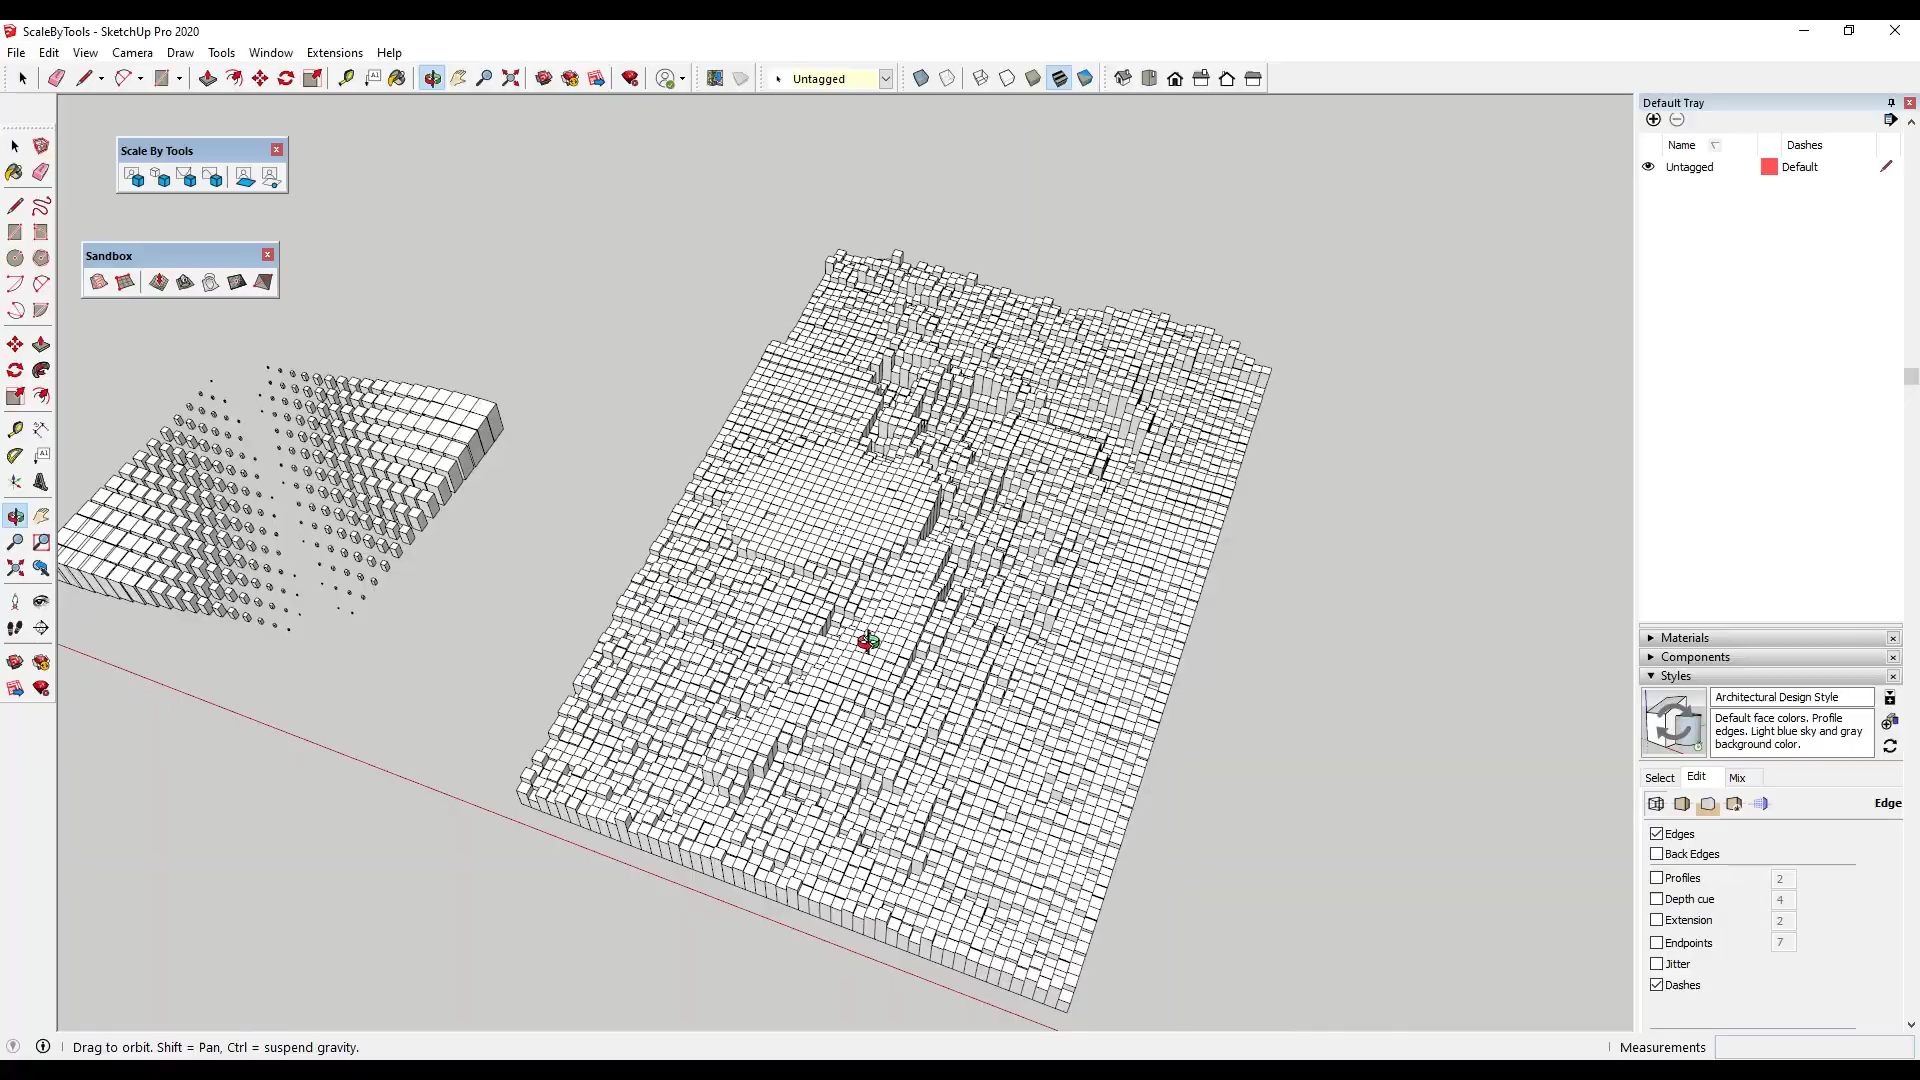 ScaleByTools - SketchUp Pro 2020
File Edit View Camera Draw Tools Window Extensions Help
A1
Untagged
Default Tray
Name Dashes
Untagged Default
Scale By Tools
Sandbox
A1
Materials
Components
Styles
Architectural Design Style
Default face colors. Profile
edges. Light blue sky and gray
background color.
Select Edit Mix
Edge
Edges
Back Edges
Profiles 2
Depth cue 4
Extension 2
Endpoints 7
Jitter
Dashes
Drag to orbit. Shift = Pan, Ctrl = suspend gravity.
Measurements